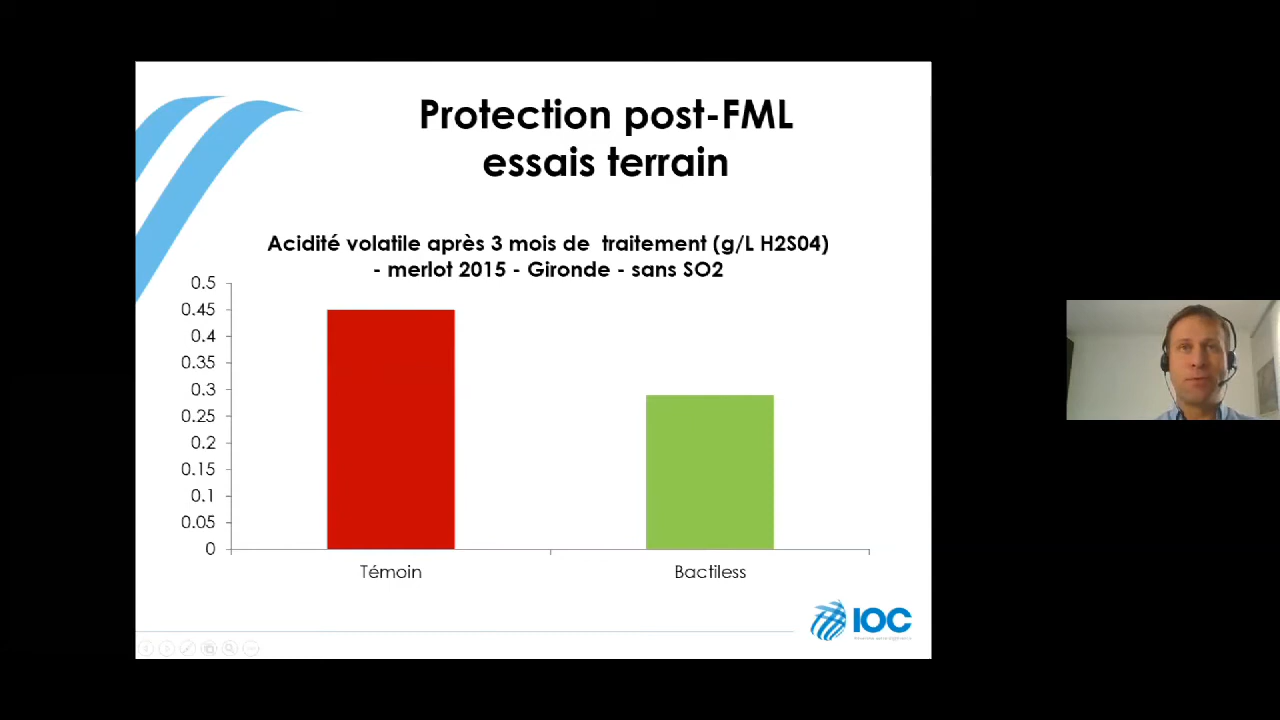 Protection post-FML
essais terrain
Acidité volatile après 3 mois de traitement (g/L H2S04)
- merlot 2015 - Gironde - sans SO2
0.5
0.45
0.4
0.35
0.3
0.25
0.2
0.15
0.1
0.05
0
Témoin
Bactiless
IOC